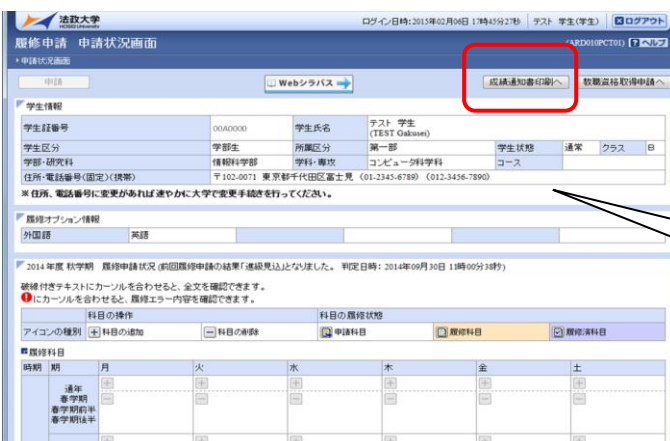 法政大学
HOSEI University
ログイン日時:2015年02月06日 17時45分27秒 テスト 学生(学生) ログアウト
履修申請 申請状況画面 (ARD010PCT01) ヘルプ
申請状況画面
申請 Webシラバス 成績通知書印刷へ 教職資格取得申請へ
学生情報
学生証番号 00A0000 学生氏名 テスト 学生
(TEST Gakusei)
学生区分 学部生 所属区分 第一部 学生状態 通常 クラス B
学部・研究科 情報科学部 学科・専攻 コンピュータ科学科 コース
住所・電話番号(固定)(携帯) 〒102-0071 東京都千代田区富士見 (01-2345-6789) (012-3456-7890)
※住所、電話番号に変更があれば速やかに大学で変更手続きを行ってください。
履修オプション情報
外国語 英語
2014年度 秋学期 履修申請状況(前回履修申請の結果「進級見込」となりました。 判定日時:2014年09月30日 11時00分38秒)
破線付きテキストにカーソルを合わせると、全文を確認できます。
にカーソルを合わせると、履修エラー内容を確認できます。
科目の操作 科目の履修状態
アイコンの種別 科目の追加 科目の削除 申請科目 履修科目 履修済科目
履修科目
時期 期 月 火 水 木 金 土
通年
春学期
春学期前半
春学期後半